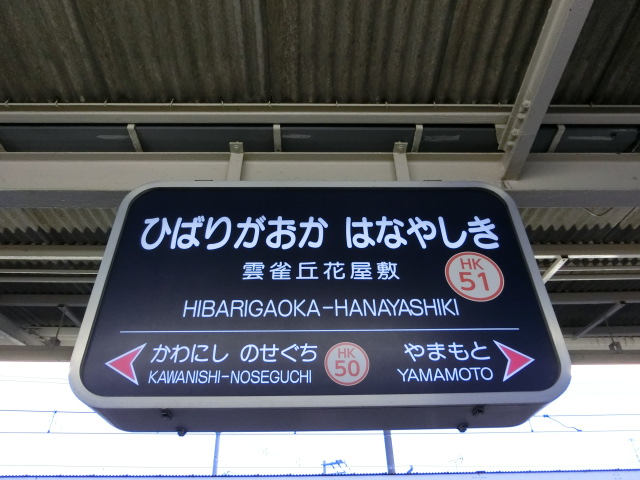 ひばりがおか はなやしき
雲雀丘花屋敷
HK
51
HIBARIGAOKA-HANAYASHIKI
かわにし のせぐち
KAWANISHI-NOSEGUCHI
HK
50
やまもと
YAMAMOTO